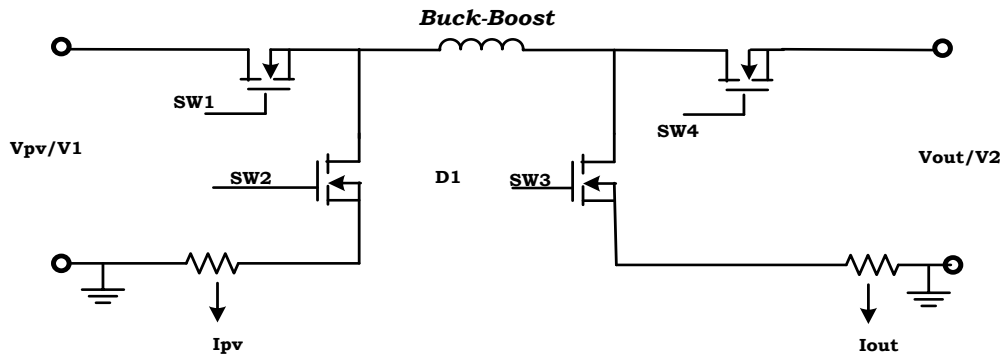 Buck-Boost
SW1
SW4
Vpv/V1
Vout/V2
SW2
D1
SW3
Ipv
Iout